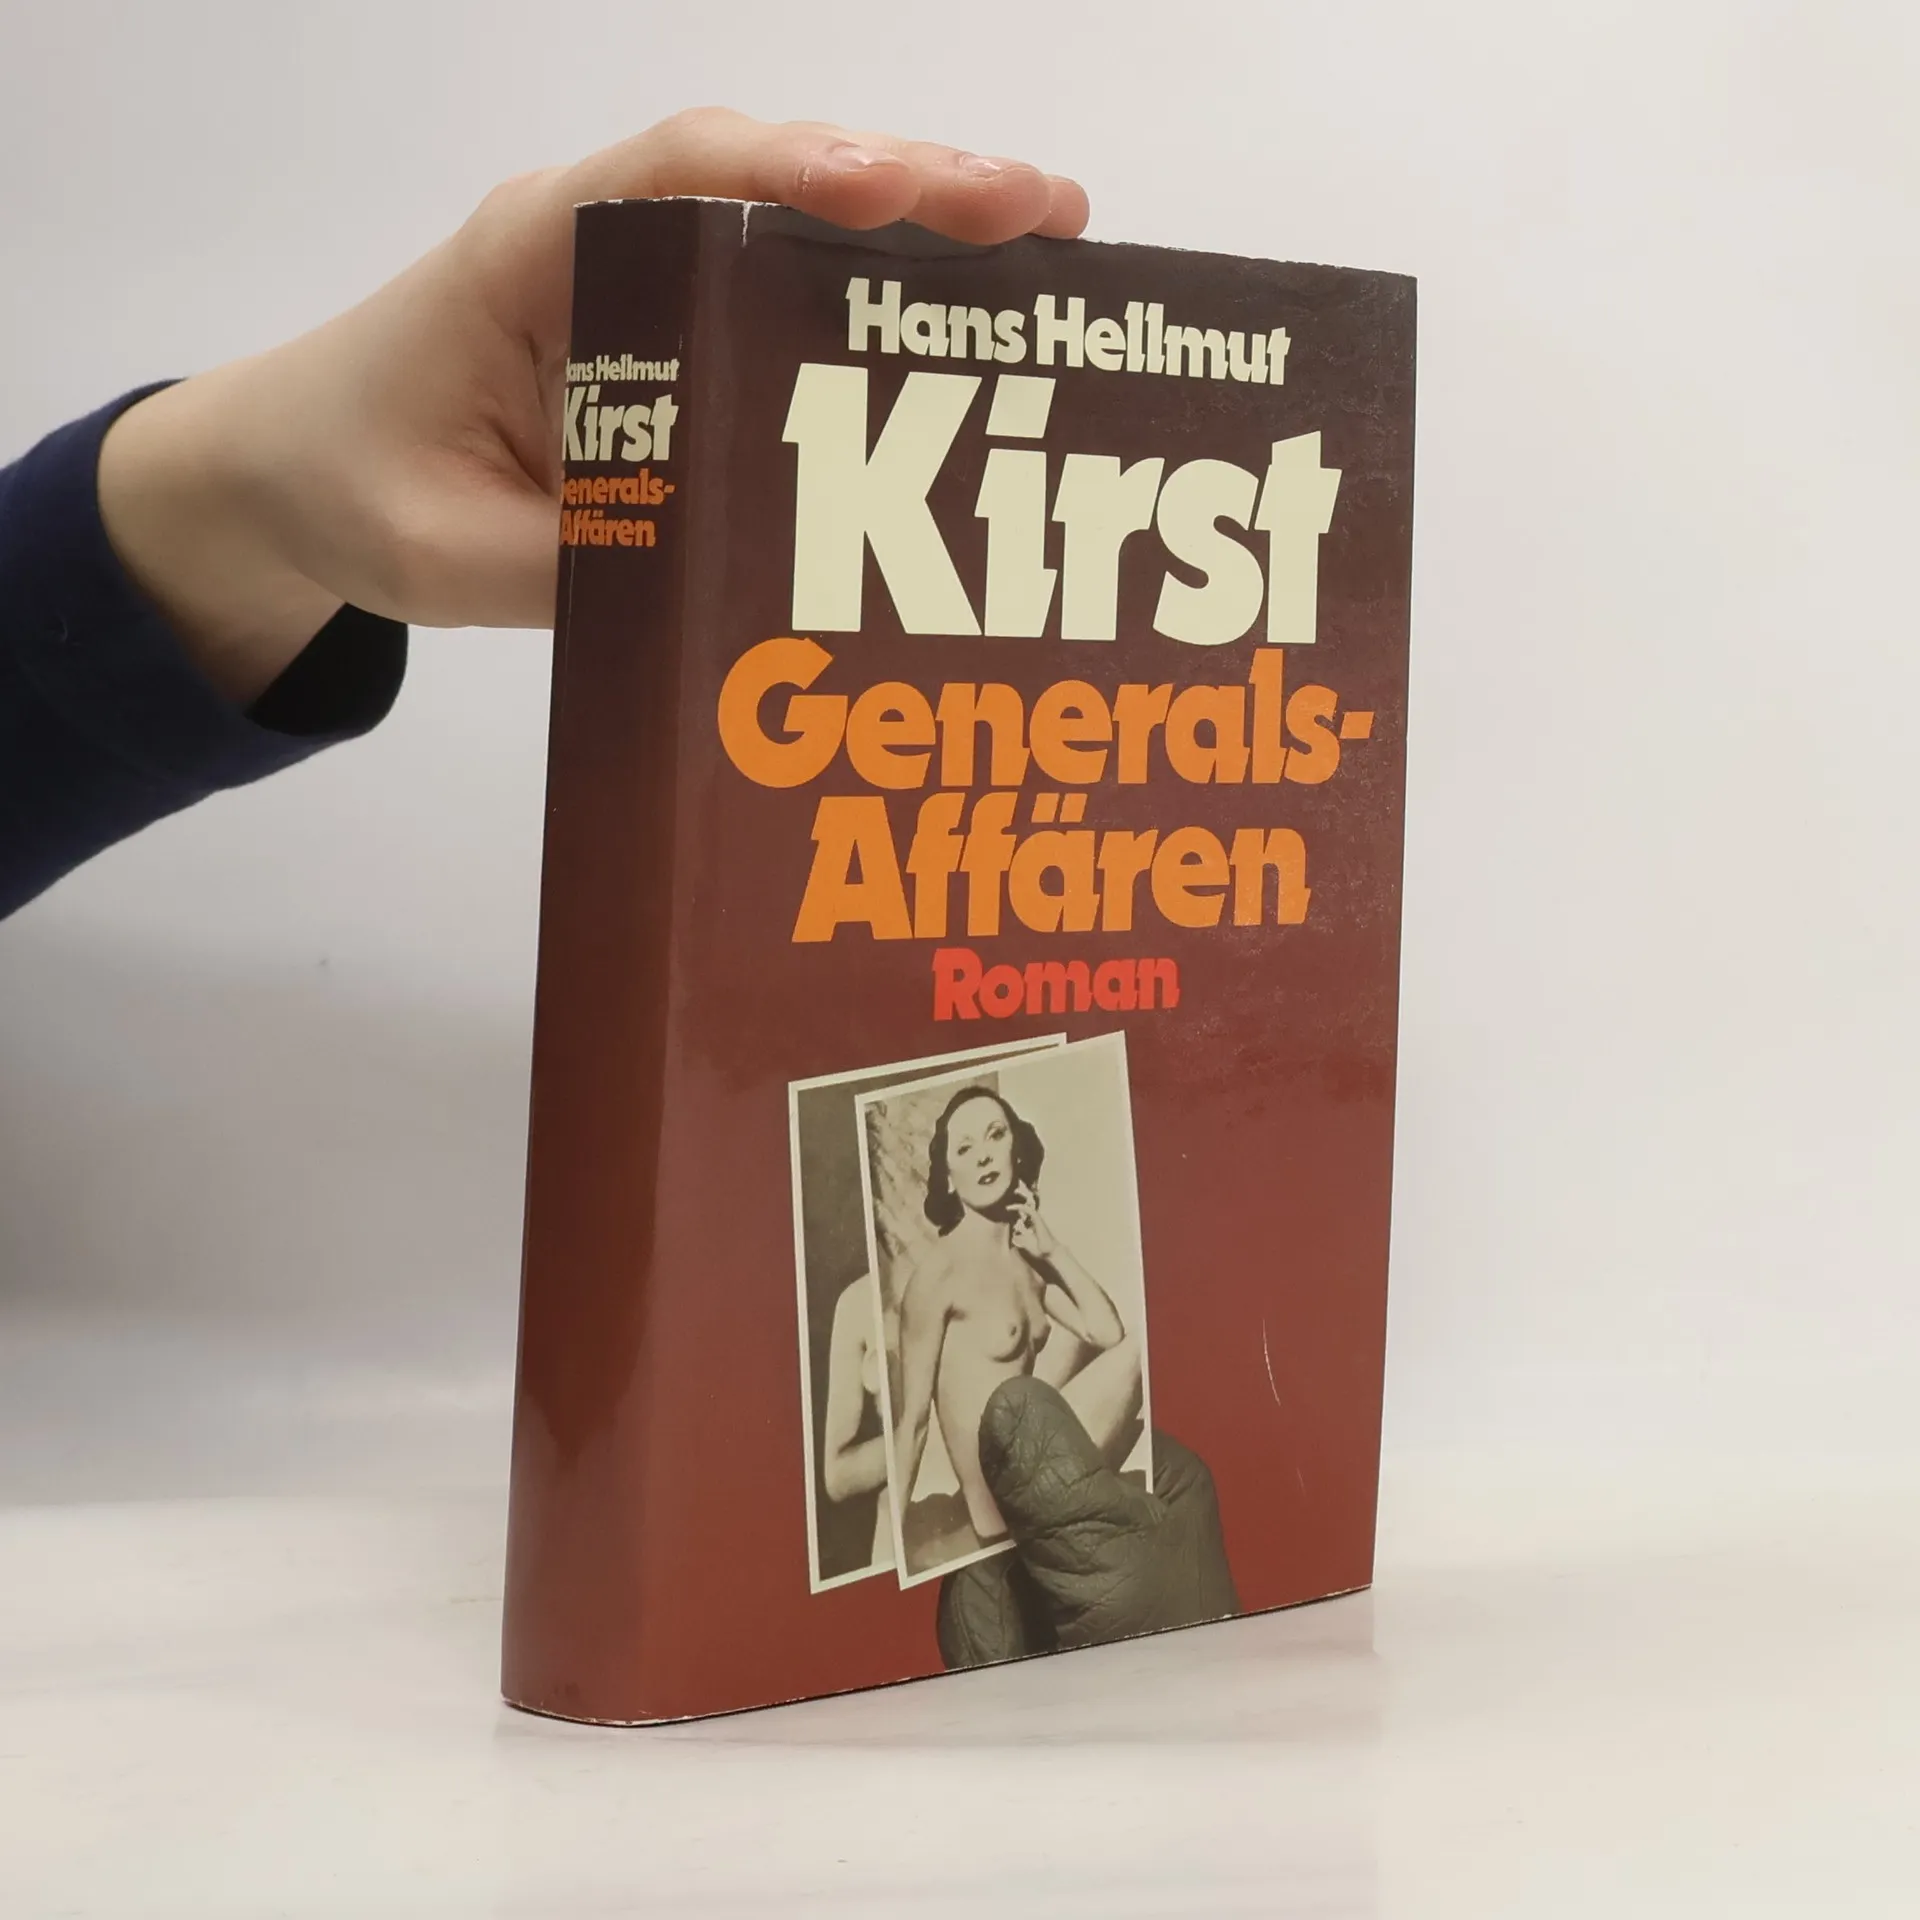 Hans Hellmut
Kirst
Generals-
Affären
Roman
Hans Hellmut
Kirst
Generals-
Affären